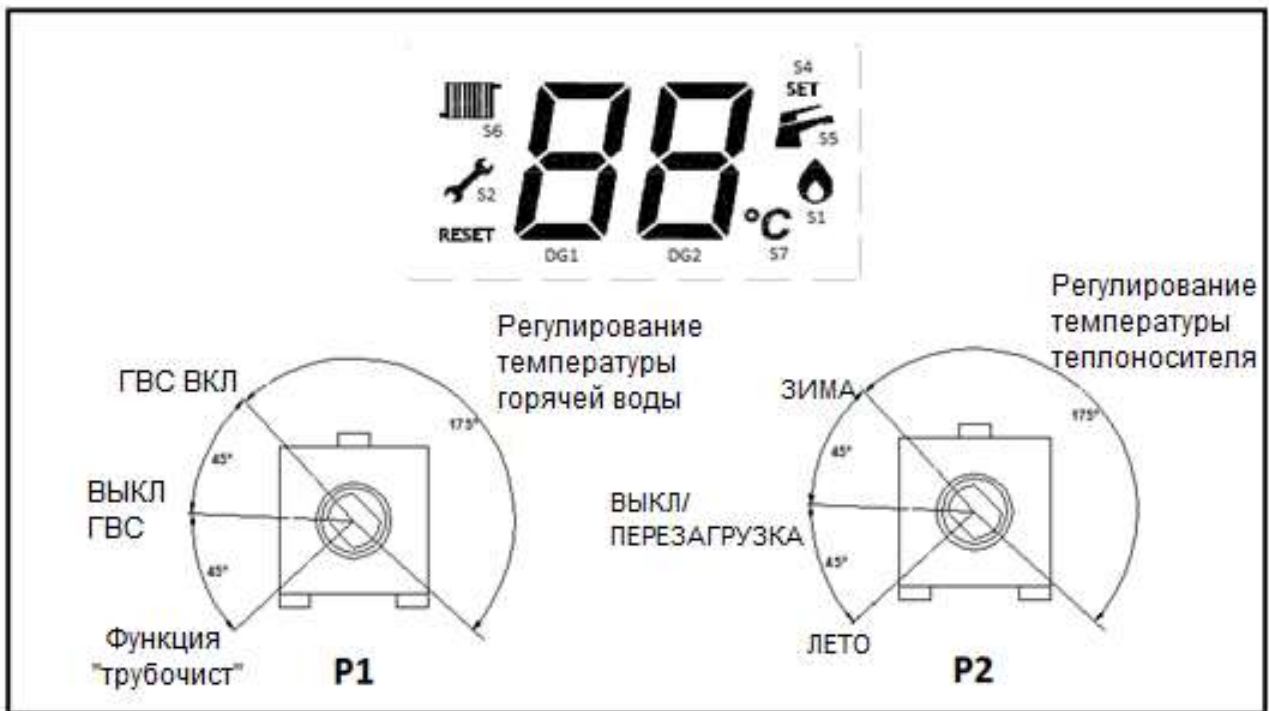 S4
SET
S6
S5
S2
S1
RESET
88
°C
DG1
DG2
S7
Регулирование
температуры
горячей воды
Регулирование
температуры
теплоносителя
ГВС ВКЛ
175°
45°
ВЫКЛ
ГВС
45°
Функция
"трубочист"
P1
ЗИМА
175°
45°
ВЫКЛ/
ПЕРЕЗАГРУЗКА
45°
ЛЕТО
P2